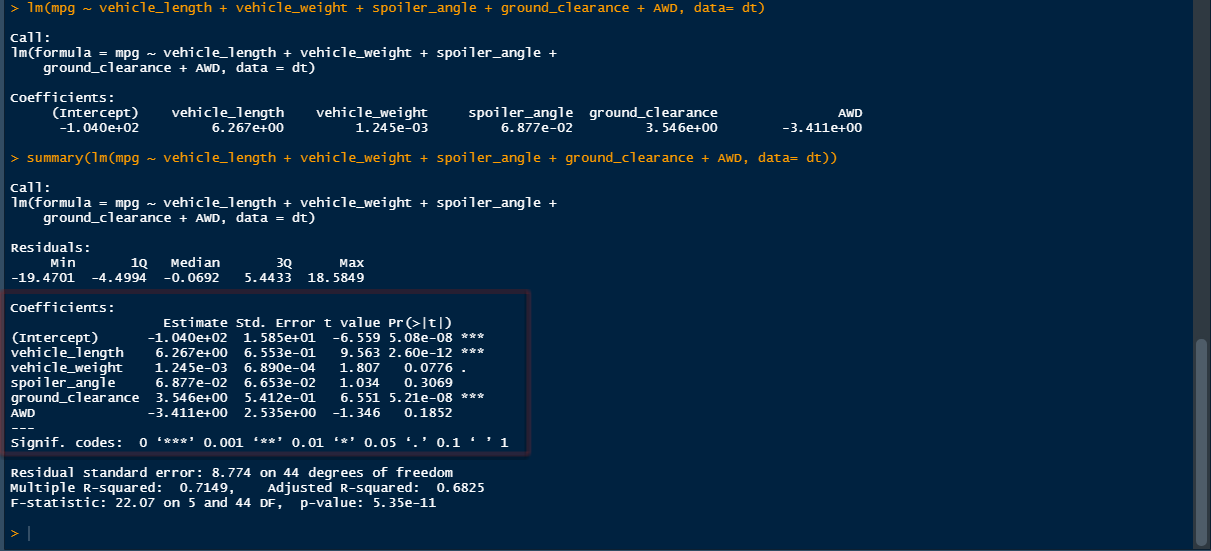 > lm(mpg ~ vehicle_length + vehicle_weight + spoiler_angle + ground_clearance + AWD, data= dt)
Call:
lm(formula = mpg ~ vehicle_length + vehicle_weight + spoiler_angle +
    ground_clearance + AWD, data = dt)
Coefficients:
     (Intercept)    vehicle_length    vehicle_weight     spoiler_angle  ground_clearance               AWD
      -1.040e+02         6.267e+00         1.245e-03         6.877e-02         3.546e+00        -3.411e+00
> summary(lm(mpg ~ vehicle_length + vehicle_weight + spoiler_angle + ground_clearance + AWD, data= dt))
Call:
lm(formula = mpg ~ vehicle_length + vehicle_weight + spoiler_angle +
    ground_clearance + AWD, data = dt)
Residuals:
     Min       1Q   Median       3Q      Max
-19.4701  -4.4994  -0.0692   5.4433  18.5849
Coefficients:
                   Estimate Std. Error t value Pr(>|t|)
(Intercept)      -1.040e+02  1.585e+01  -6.559 5.08e-08 ***
vehicle_length    6.267e+00  6.553e-01   9.563 2.60e-12 ***
vehicle_weight    1.245e-03  6.890e-04   1.807   0.0776 .
spoiler_angle     6.877e-02  6.653e-02   1.034   0.3069
ground_clearance  3.546e+00  5.412e-01   6.551 5.21e-08 ***
AWD              -3.411e+00  2.535e+00  -1.346   0.1852
---
Signif. codes:  0 ‘***’ 0.001 ‘**’ 0.01 ‘*’ 0.05 ‘.’ 0.1 ‘ ’ 1
Residual standard error: 8.774 on 44 degrees of freedom
Multiple R-squared:  0.7149,	Adjusted R-squared:  0.6825
F-statistic: 22.07 on 5 and 44 DF,  p-value: 5.35e-11
>